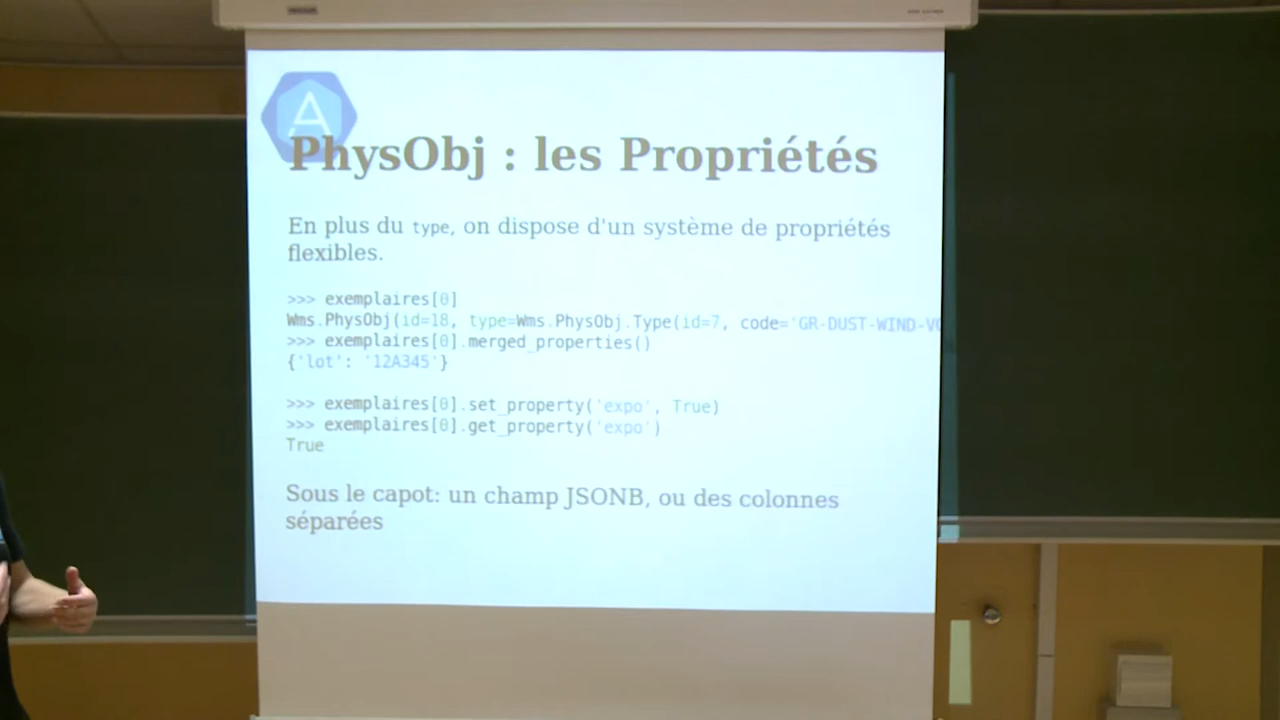 A
PhysObj : les Propriétés
En plus du type, on dispose d'un système de propriétés
flexibles.
>>> exemplaires[0]
Wms.PhysObj(id=18, type=Wms.PhysObj.Type(id=7, code='GR-DUST-WIND-VO
>>> exemplaires[0].merged_properties()
{'lot': '12A345'}
>>> exemplaires[0].set_property('expo', True)
>>> exemplaires[0].get_property('expo')
True
Sous le capot: un champ JSONB, ou des colonnes
séparées